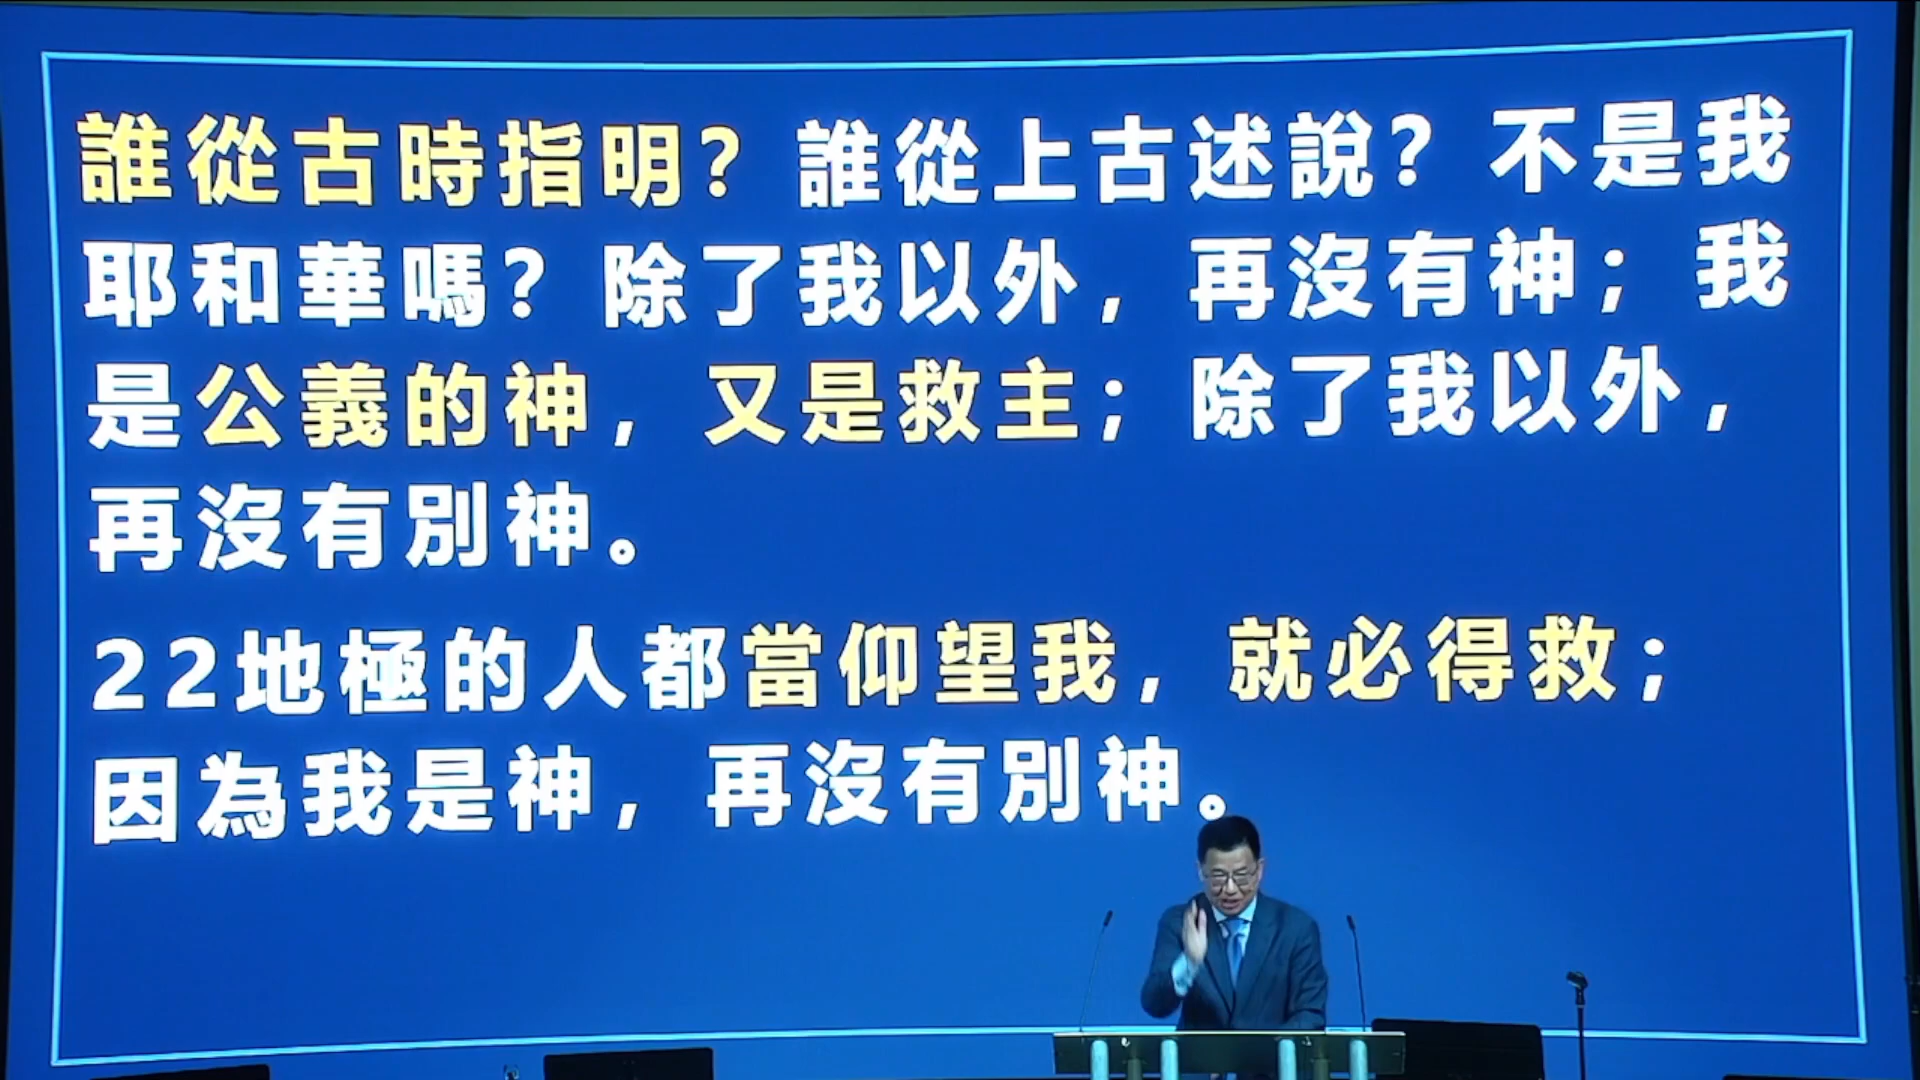 誰從古時指明？誰從上古述說？不是我
耶和華嗎？除了我以外，再沒有神；我
是公義的神，又是救主；除了我以外，
再沒有別神。
22地極的人都當仰望我，就必得救；
因為我是神，再沒有別神。